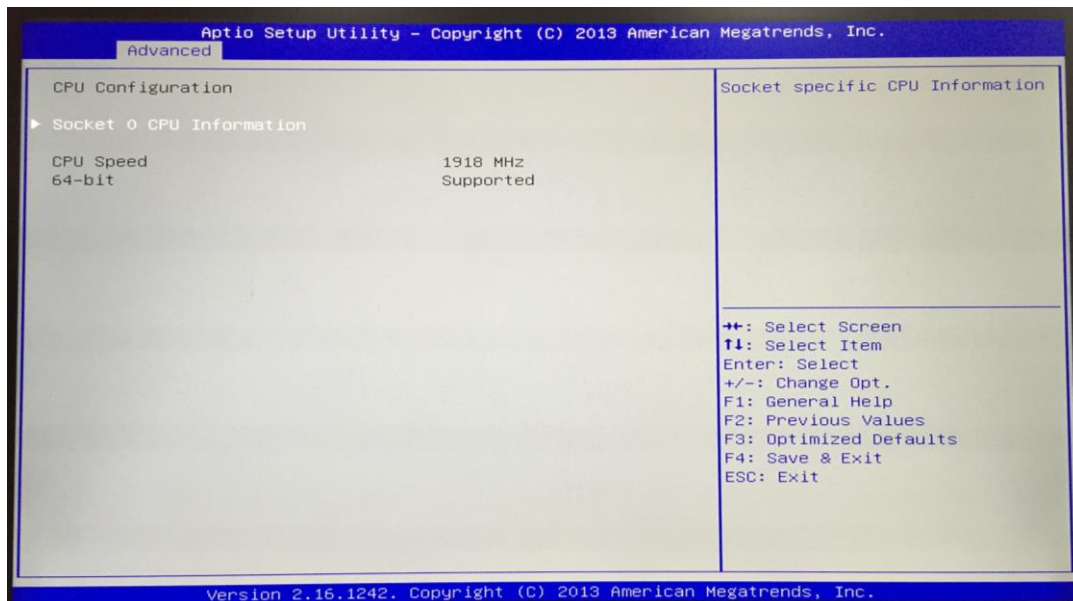 Aptio Setup Utility – Copyright (C) 2013 American Megatrends, Inc.
Advanced
CPU Configuration
Socket 0 CPU Information
CPU Speed 1918 MHz
64-bit Supported
Socket specific CPU Information
→←: Select Screen
↑↓: Select Item
Enter: Select
+/-: Change Opt.
F1: General Help
F2: Previous Values
F3: Optimized Defaults
F4: Save & Exit
ESC: Exit
Version 2.16.1242. Copyright (C) 2013 American Megatrends, Inc.